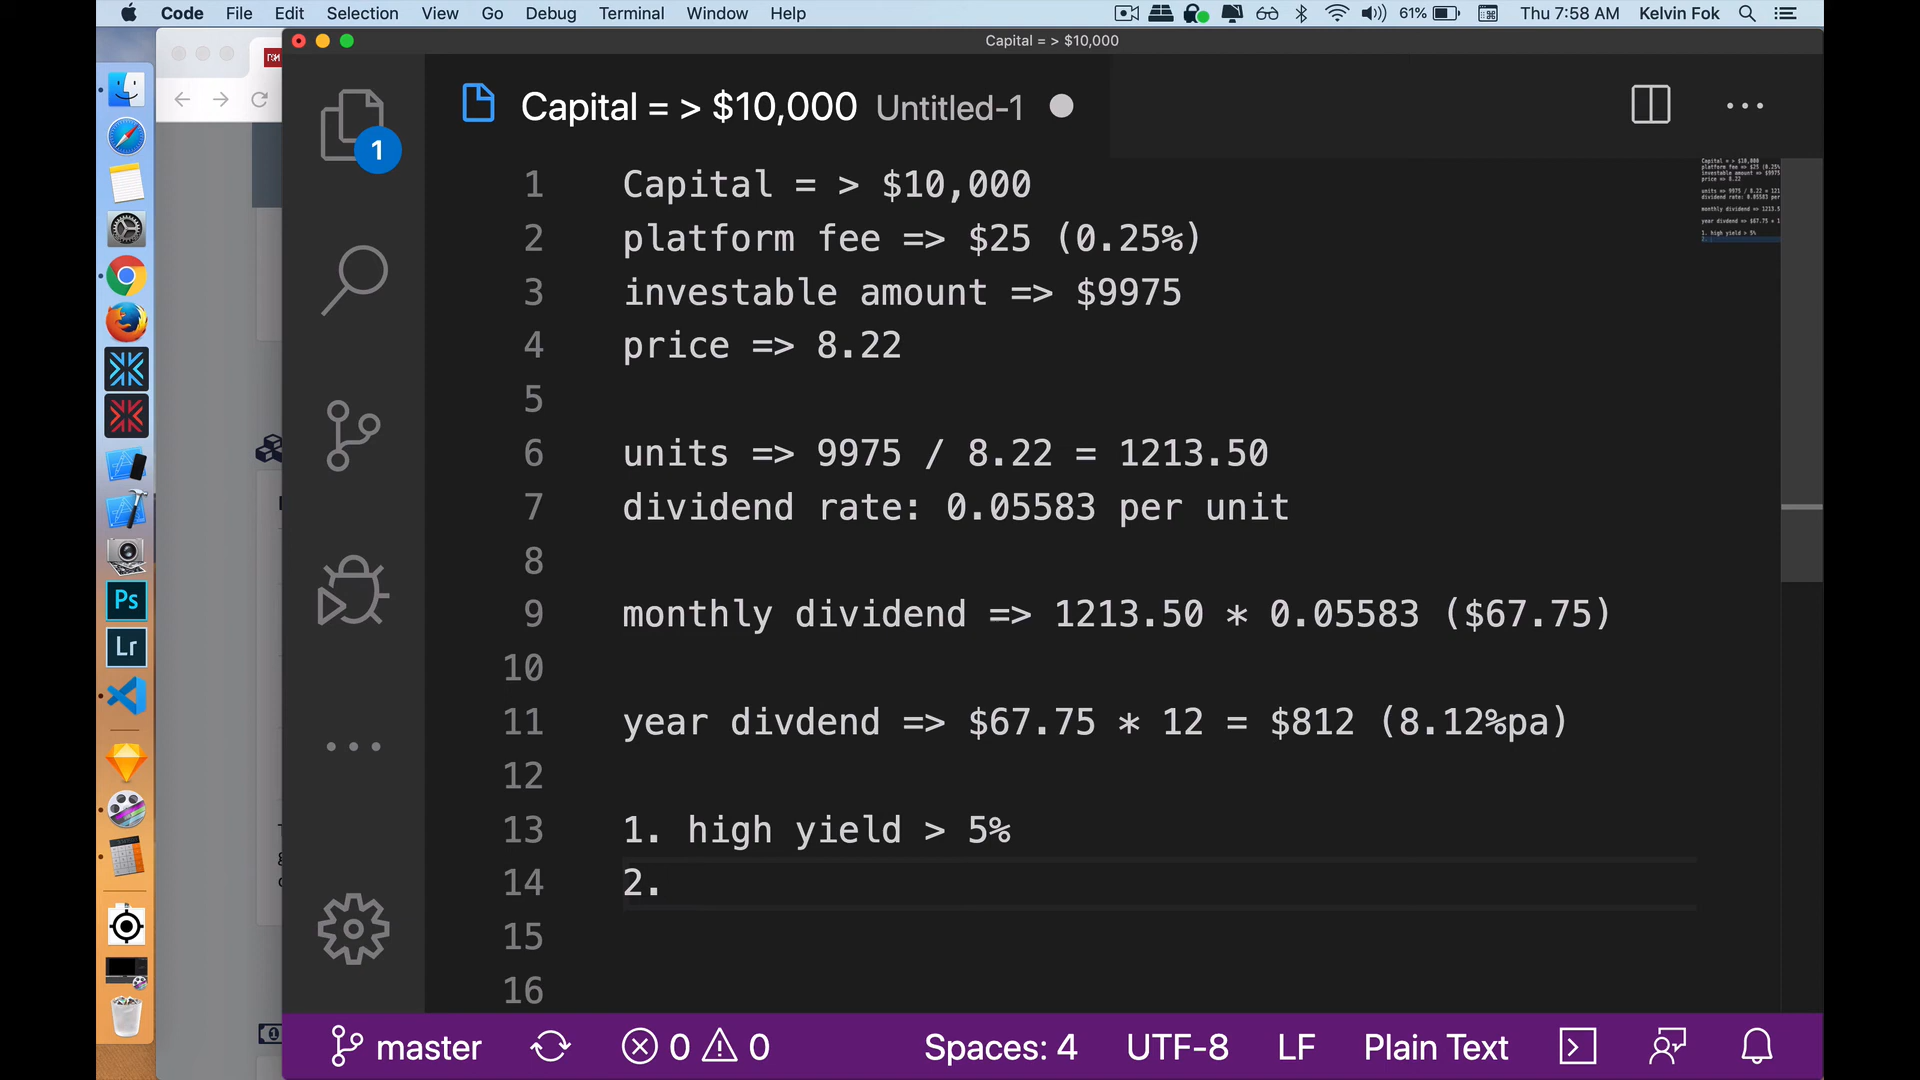 Code File Edit Selection View Go Debug Terminal Window Help 61% Thu 7:58 AM Kelvin Fok
Capital = > $10,000
Capital = > $10,000 Untitled-1
1
1 Capital = > $10,000
2 platform fee => $25 (0.25%)
3 investable amount => $9975
4 price => 8.22
5
6 units => 9975 / 8.22 = 1213.50
7 dividend rate: 0.05583 per unit
8
9 monthly dividend => 1213.50 * 0.05583 ($67.75)
10
11 year divdend => $67.75 * 12 = $812 (8.12%pa)
12
13 1. high yield > 5%
14 2.
15
16
Ps
Lr
master 0 0 Spaces: 4 UTF-8 LF Plain Text